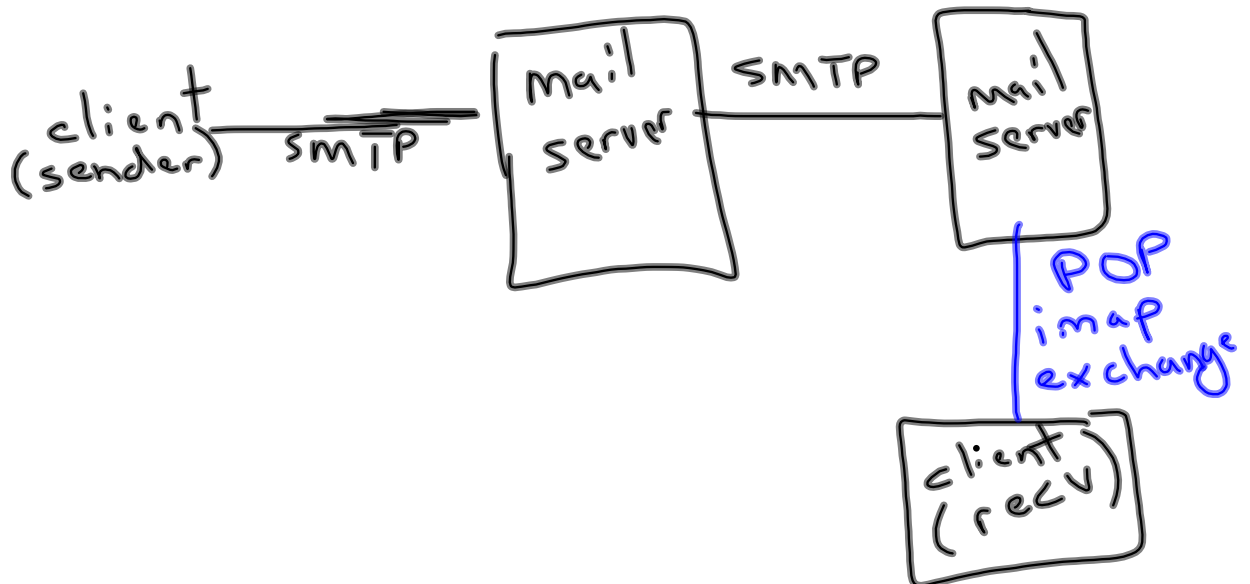 client
(sender)
SMTP
mail
server
SMTP
mail
server
POP
imap
exchange
client
(recv)